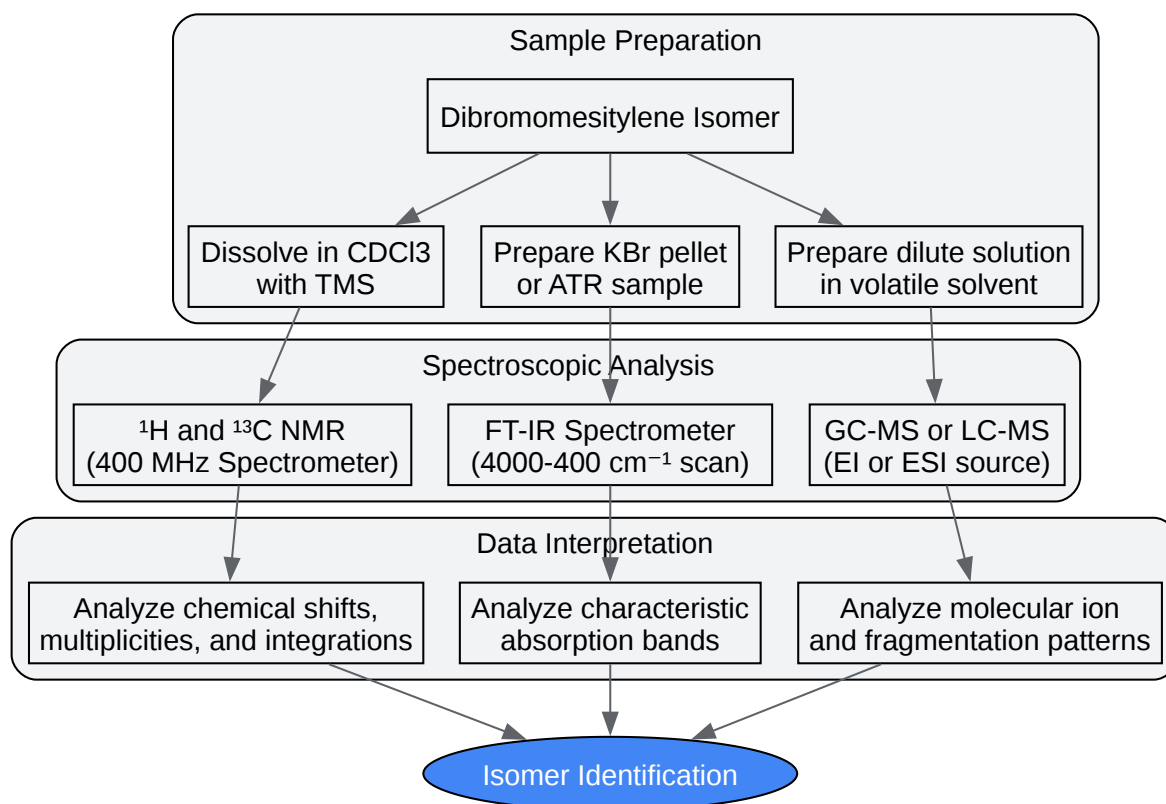 Sample Preparation
Dibromomesitylene Isomer
Dissolve in CDCl3
with TMS
Prepare KBr pellet
or ATR sample
Prepare dilute solution
in volatile solvent
Spectroscopic Analysis
¹H and ¹³C NMR
(400 MHz Spectrometer)
FT-IR Spectrometer
(4000-400 cm⁻¹ scan)
GC-MS or LC-MS
(EI or ESI source)
Data Interpretation
Analyze chemical shifts,
multiplicities, and integrations
Analyze characteristic
absorption bands
Analyze molecular ion
and fragmentation patterns
Isomer Identification